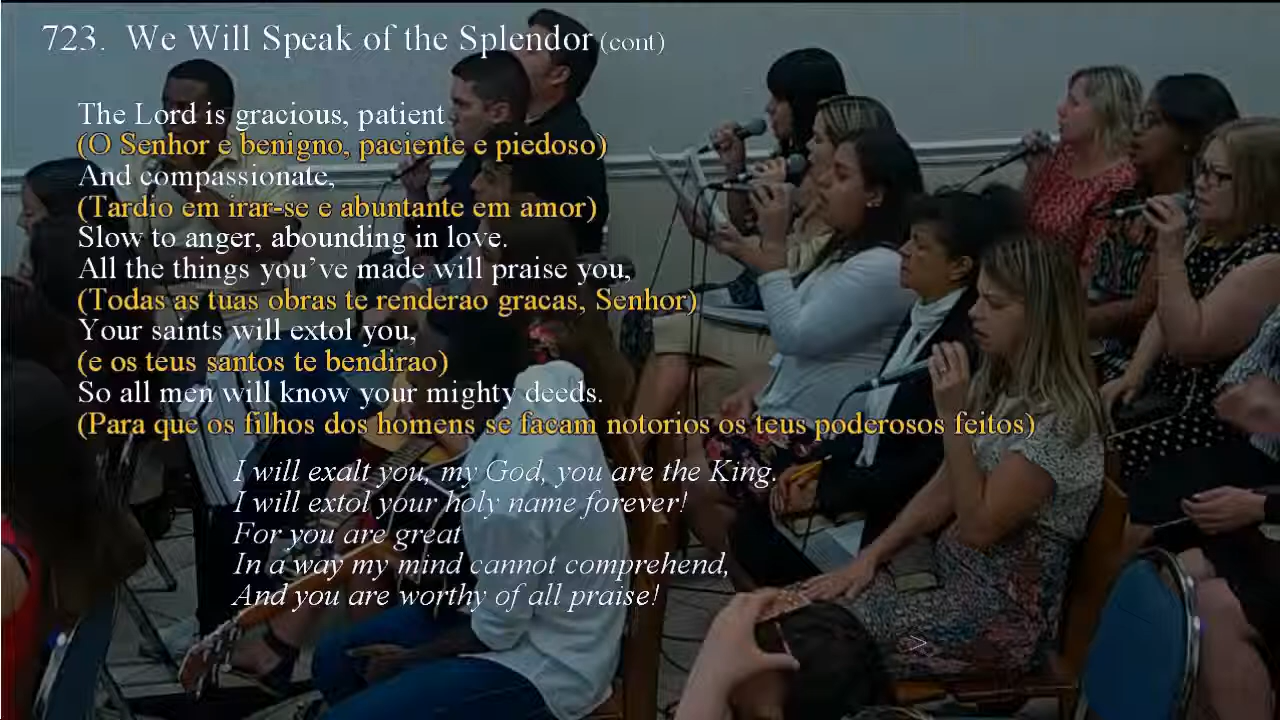 723. We Will Speak of the Splendor (cont)
The Lord is gracious, patient
(O Senhor e benigno, paciente e piedoso)
And compassionate,
(Tardio em irar-se e abuntante em amor)
Slow to anger, abounding in love.
All the things you’ve made will praise you,
(Todas as tuas obras te renderao gracas, Senhor)
Your saints will extol you,
(e os teus santos te bendirao)
So all men will know your mighty deeds.
(Para que os filhos dos homens se facam notorios os teus poderosos feitos)
I will exalt you, my God, you are the King.
I will extol your holy name forever!
For you are great
In a way my mind cannot comprehend,
And you are worthy of all praise!